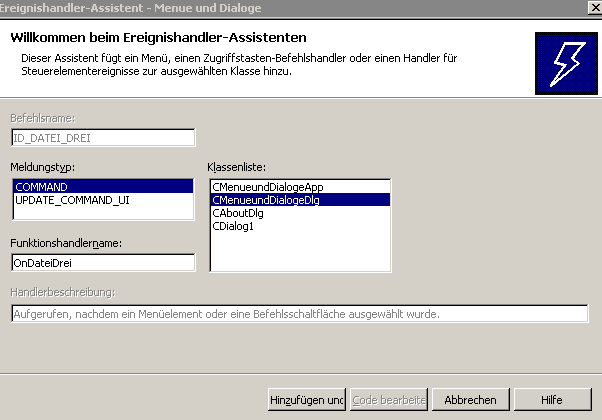 Ereignishandler-Assistent - Menue und Dialoge
Willkommen beim Ereignishandler-Assistenten
Dieser Assistent fügt ein Menü, einen Zugriffstasten-Befehlshandler oder einen Handler für
Steuerelementereignisse zur ausgewählten Klasse hinzu.
Befehlsname:
ID_DATEI_DREI
Meldungstyp:
Klassenliste:
COMMAND
UPDATE_COMMAND_UI
CMenueundDialogeApp
CMenueundDialogeDlg
CAboutDlg
CDialog1
Funktionshandlername:
OnDateiDrei
Handlerbeschreibung:
Aufgerufen, nachdem ein Menüelement oder eine Befehlsschaltfläche ausgewählt wurde.
Hinzufügen und
Code bearbeite
Abbrechen
Hilfe